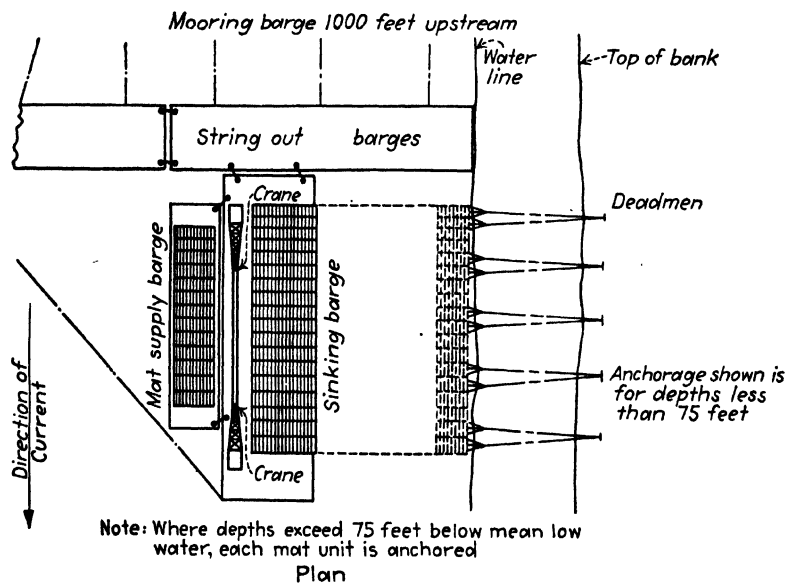 Mooring barge 1000 feet upstream
Water
line
Top of bank
String out barges
Crane
Deadmen
Mat supply barge
Sinking barge
Direction of
Current
Anchorage shown is
for depths less
than 75 feet
Crane
Note: Where depths exceed 75 feet below mean low
water, each mat unit is anchored
Plan